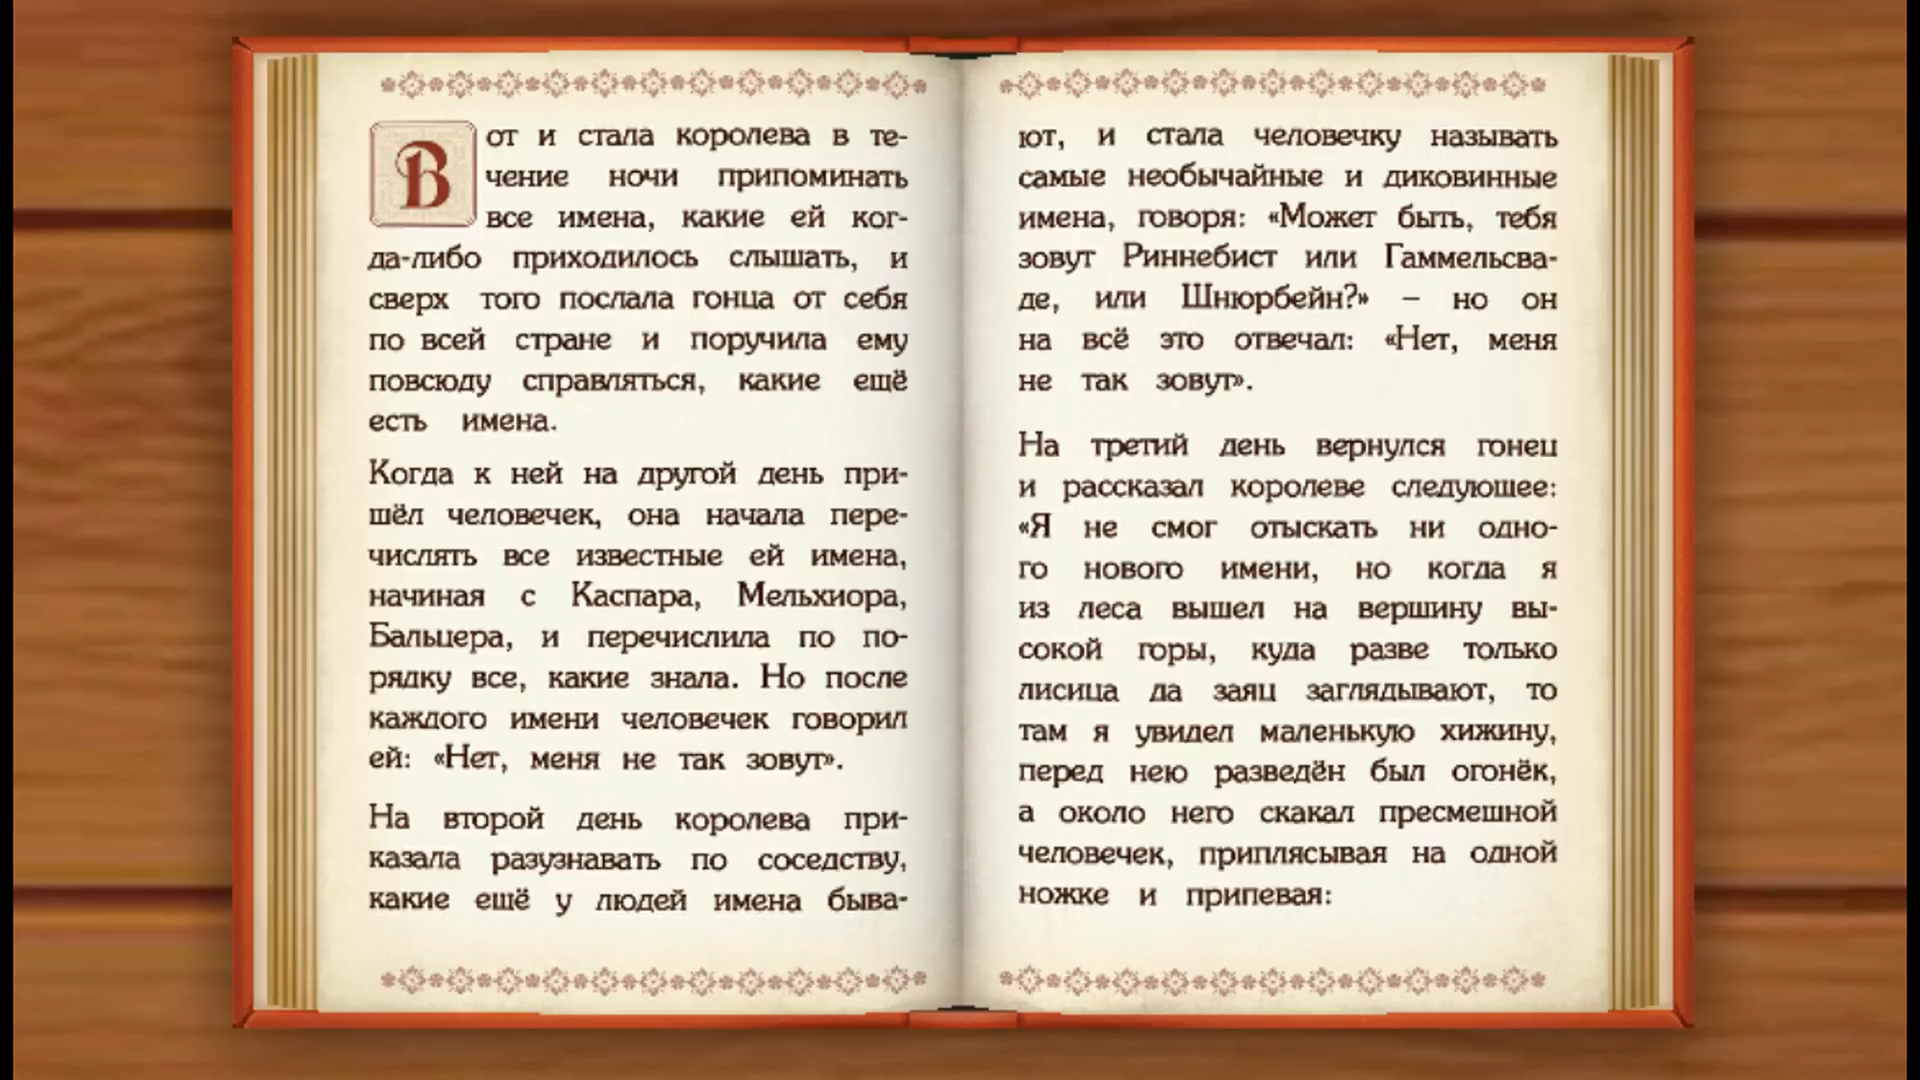 Вот и стала королева в те-
чение ночи припоминать
все имена, какие ей ког-
да-либо приходилось слышать, и
сверх того послала гонца от себя
по всей стране и поручила ему
повсюду справляться, какие ещё
есть имена.
Когда к ней на другой день при-
шёл человечек, она начала пере-
числять все известные ей имена,
начиная с Каспара, Мельхиора,
Бальцера, и перечислила по по-
рядку все, какие знала. Но после
каждого имени человечек говорил
ей: «Нет, меня не так зовут».
На второй день королева при-
казала разузнавать по соседству,
какие ещё у людей имена быва-
ют, и стала человечку называть
самые необычайные и диковинные
имена, говоря: «Может быть, тебя
зовут Риннебист или Гаммельсва-
де, или Шнюрбейн?» – но он
на всё это отвечал: «Нет, меня
не так зовут».
На третий день вернулся гонец
и рассказал королеве следующее:
«Я не смог отыскать ни одно-
го нового имени, но когда я
из леса вышел на вершину вы-
сокой горы, куда разве только
лисица да заяц заглядывают, то
там я увидел маленькую хижину,
перед нею разведён был огонёк,
а около него скакал пресмешной
человечек, приплясывая на одной
ножке и припевая: